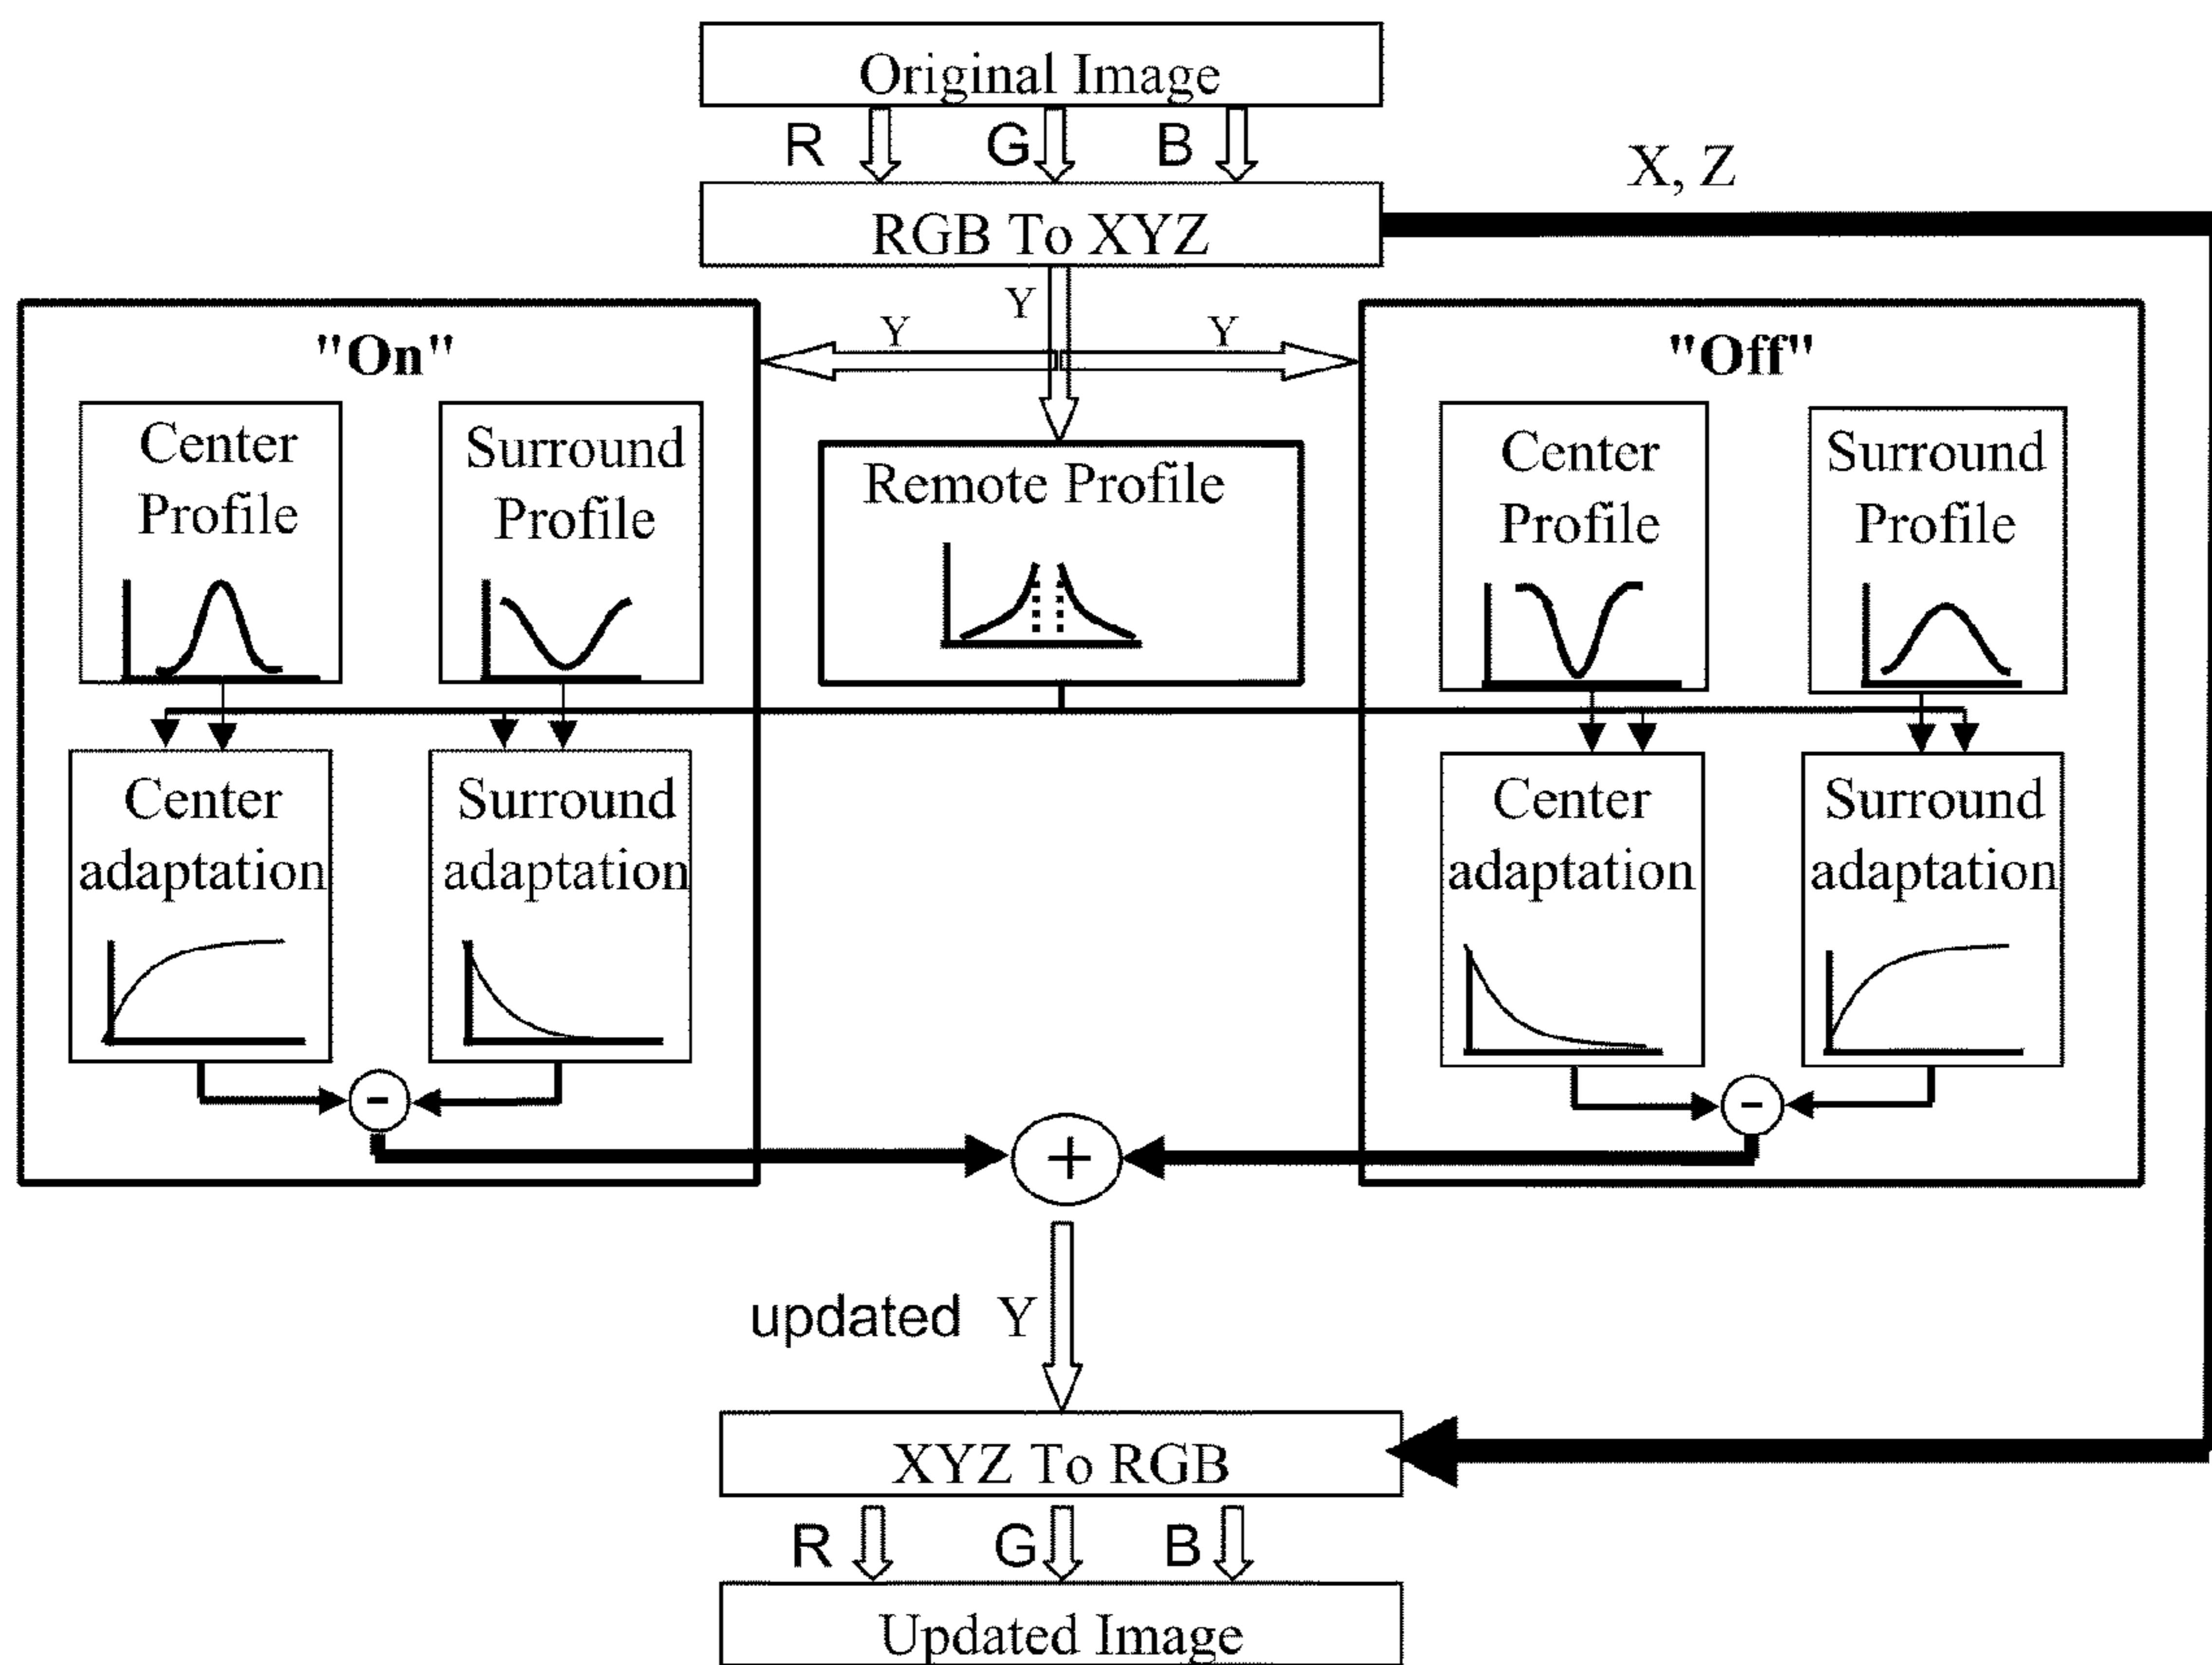 Original Image
R G B
X, Z
RGB To XYZ
Y
Y Y
"On"
"Off"
Center
Profile
Surround
Profile
Remote Profile
Center
Profile
Surround
Profile
Center
adaptation
Surround
adaptation
Center
adaptation
Surround
adaptation
-
-
+
updated Y
XYZ To RGB
R G B
Updated Image